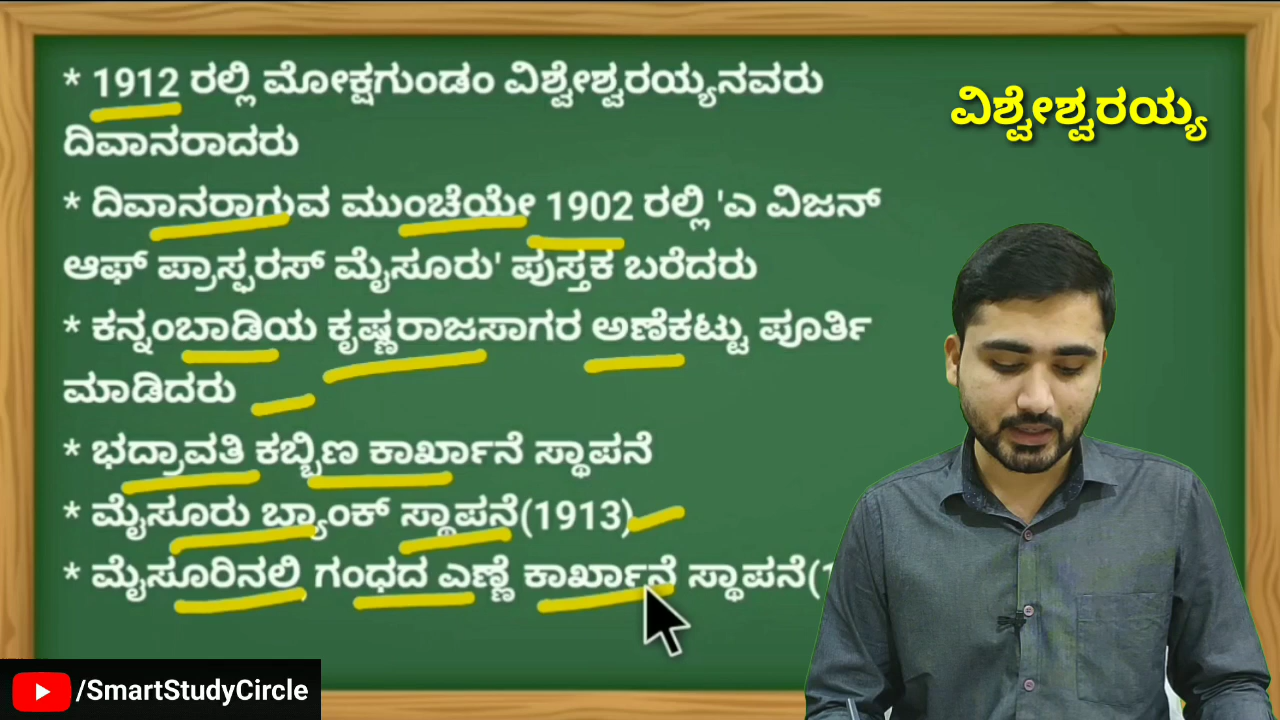 * 1912 ರಲ್ಲಿ ಮೋಕ್ಷಗುಂಡಂ ವಿಶ್ವೇಶ್ವರಯ್ಯನವರು
ದಿವಾನರಾದರು
* ದಿವಾನರಾಗುವ ಮುಂಚೆಯೇ 1902 ರಲ್ಲಿ 'ಎ ವಿಜನ್
ಆಫ್ ಪ್ರಾಸ್ಫರಸ್ ಮೈಸೂರು' ಪುಸ್ತಕ ಬರೆದರು
* ಕನ್ನಂಬಾಡಿಯ ಕೃಷ್ಣರಾಜಸಾಗರ ಅಣೆಕಟ್ಟು ಪೂರ್ತಿ
ಮಾಡಿದರು
* ಭದ್ರಾವತಿ ಕಬ್ಬಿಣ ಕಾರ್ಖಾನೆ ಸ್ಥಾಪನೆ
* ಮೈಸೂರು ಬ್ಯಾಂಕ್ ಸ್ಥಾಪನೆ(1913)
* ಮೈಸೂರಿನಲ್ಲಿ ಗಂಧದ ಎಣ್ಣೆ ಕಾರ್ಖಾನೆ ಸ್ಥಾಪನೆ(
ವಿಶ್ವೇಶ್ವರಯ್ಯ
/SmartStudyCircle